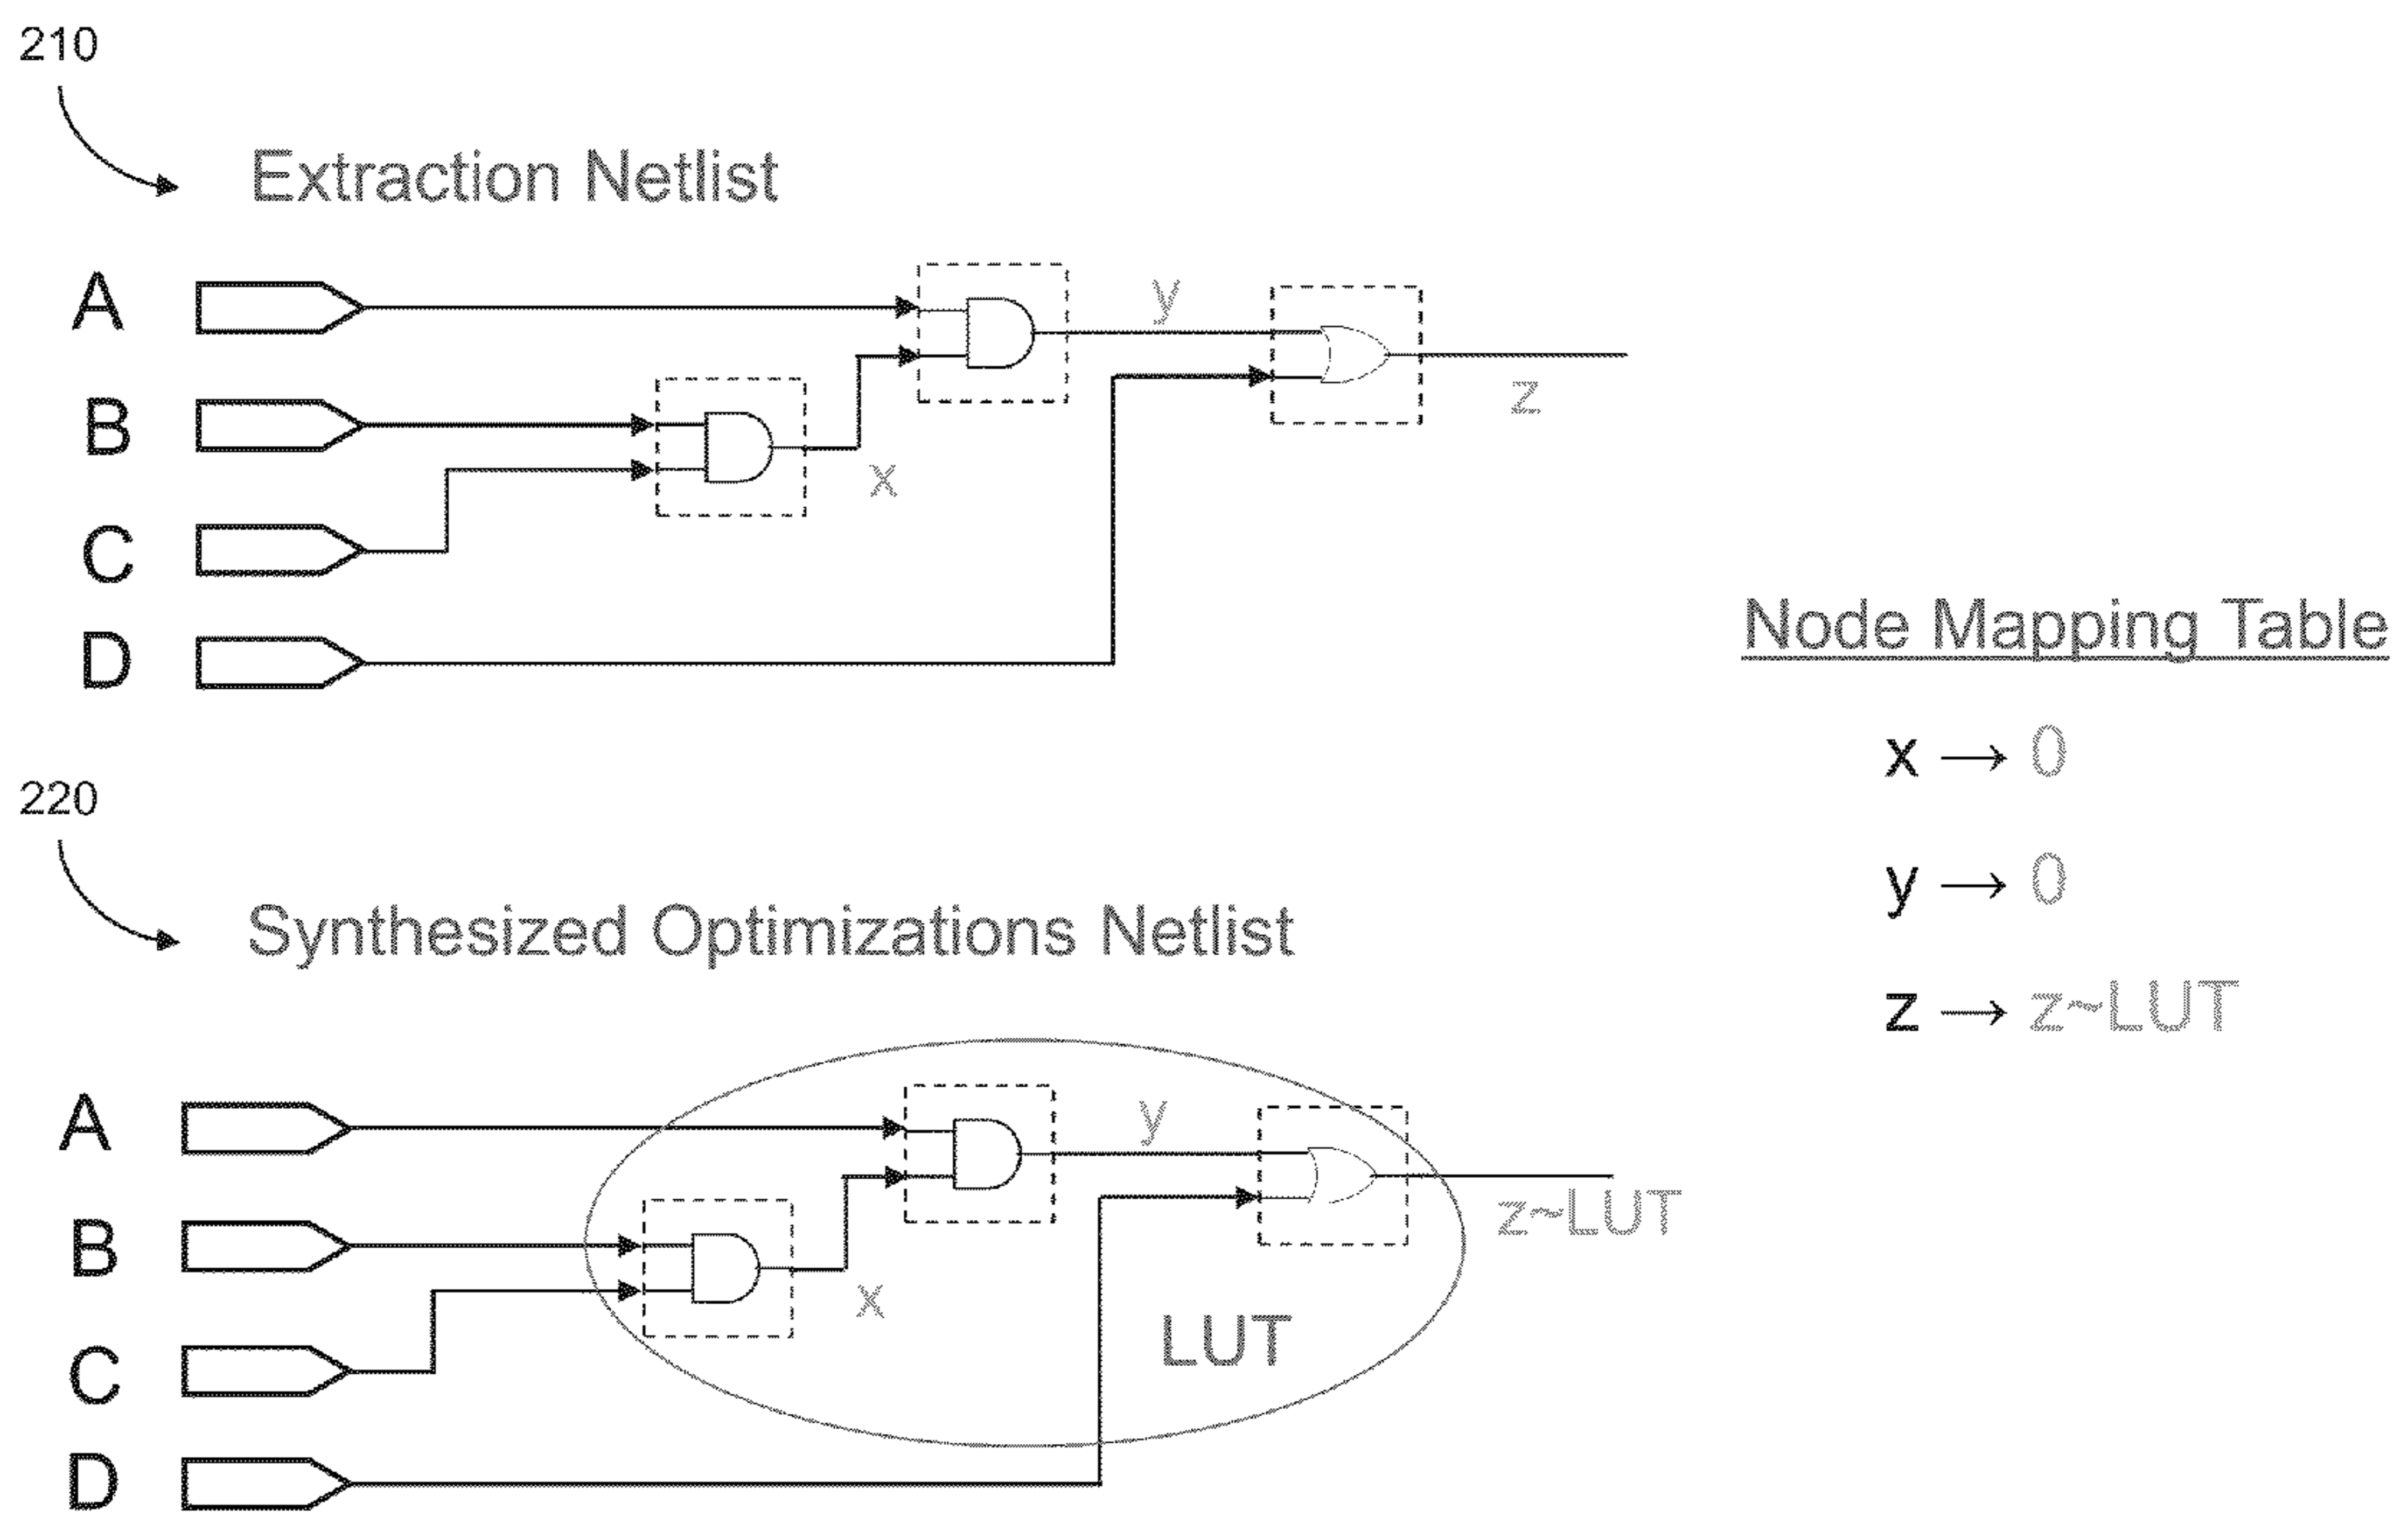 210
Extraction Netlist
A
y
z
B
x
C
D
Node Mapping Table
x → 0
y → 0
z → z~LUT
220
Synthesized Optimizations Netlist
A
y
z~LUT
B
x
LUT
C
D